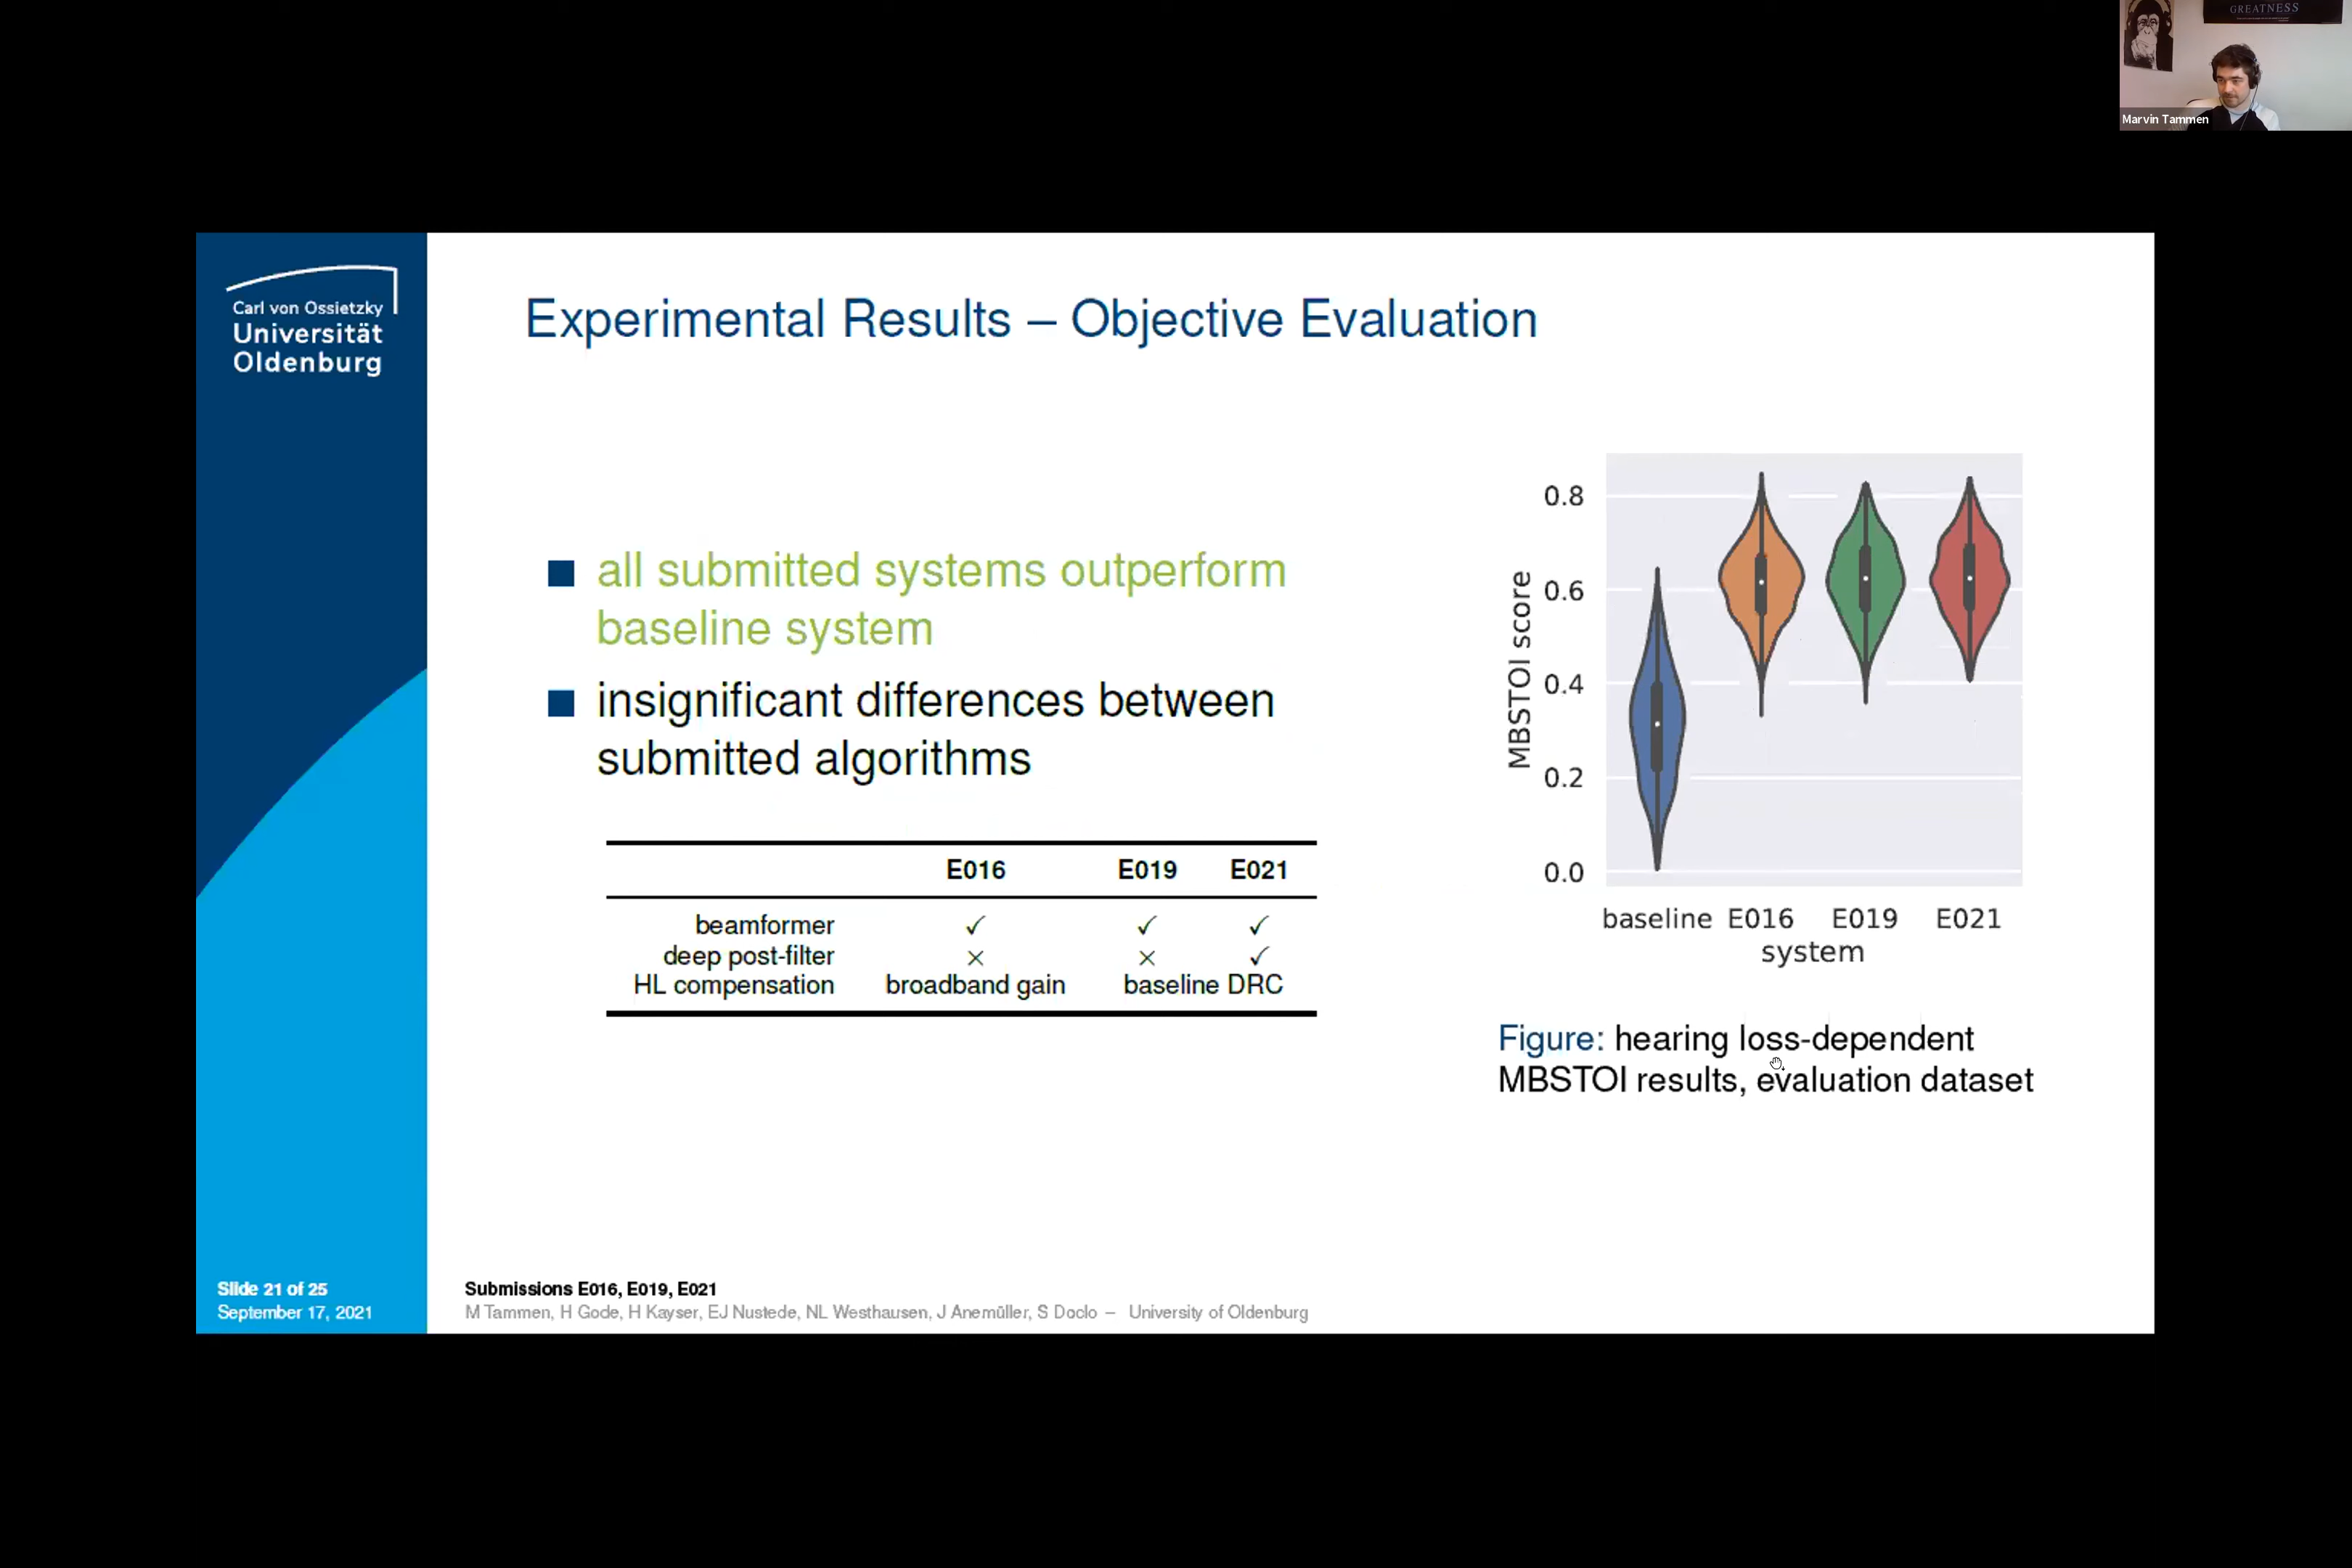 GREATNESS
Marvin Tammen
Carl von Ossietzky
Universität
Oldenburg
Experimental Results – Objective Evaluation
all submitted systems outperform
baseline system
insignificant differences between
submitted algorithms
E016 E019 E021
beamformer ✓ ✓ ✓
deep post-filter × × ✓
HL compensation broadband gain baseline DRC
MBSTOI score
0.8
0.6
0.4
0.2
0.0
baseline E016 E019 E021
system
Figure: hearing loss-dependent
MBSTOI results, evaluation dataset
Slide 21 of 25
September 17, 2021
Submissions E016, E019, E021
M Tammen, H Gode, H Kayser, EJ Nustede, NL Westhausen, J Anemüller, S Doclo – University of Oldenburg